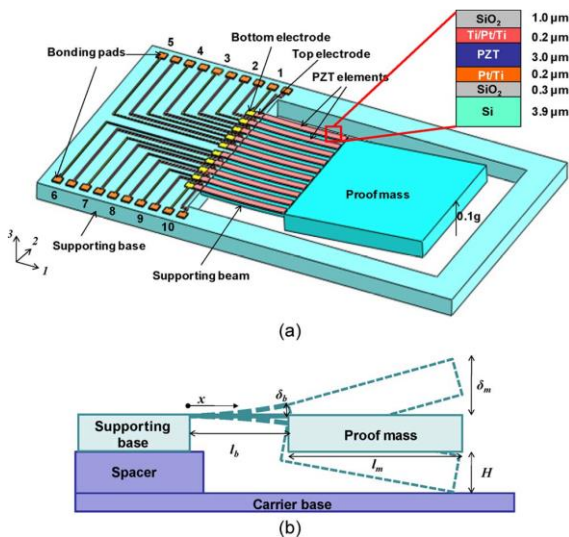 SiO₂ 1.0 µm
Ti/Pt/Ti 0.2 µm
PZT 3.0 µm
Pt/Ti 0.2 µm
SiO₂ 0.3 µm
Si 3.9 µm
Bonding pads
5
4
3
2
1
Bottom electrode
Top electrode
PZT elements
Proof mass
0.1g
6
7
8
9
10
Supporting base
Supporting beam
3
2
1
(a)
x
δb
δm
Supporting
base
Proof mass
lb
lm
H
Spacer
Carrier base
(b)